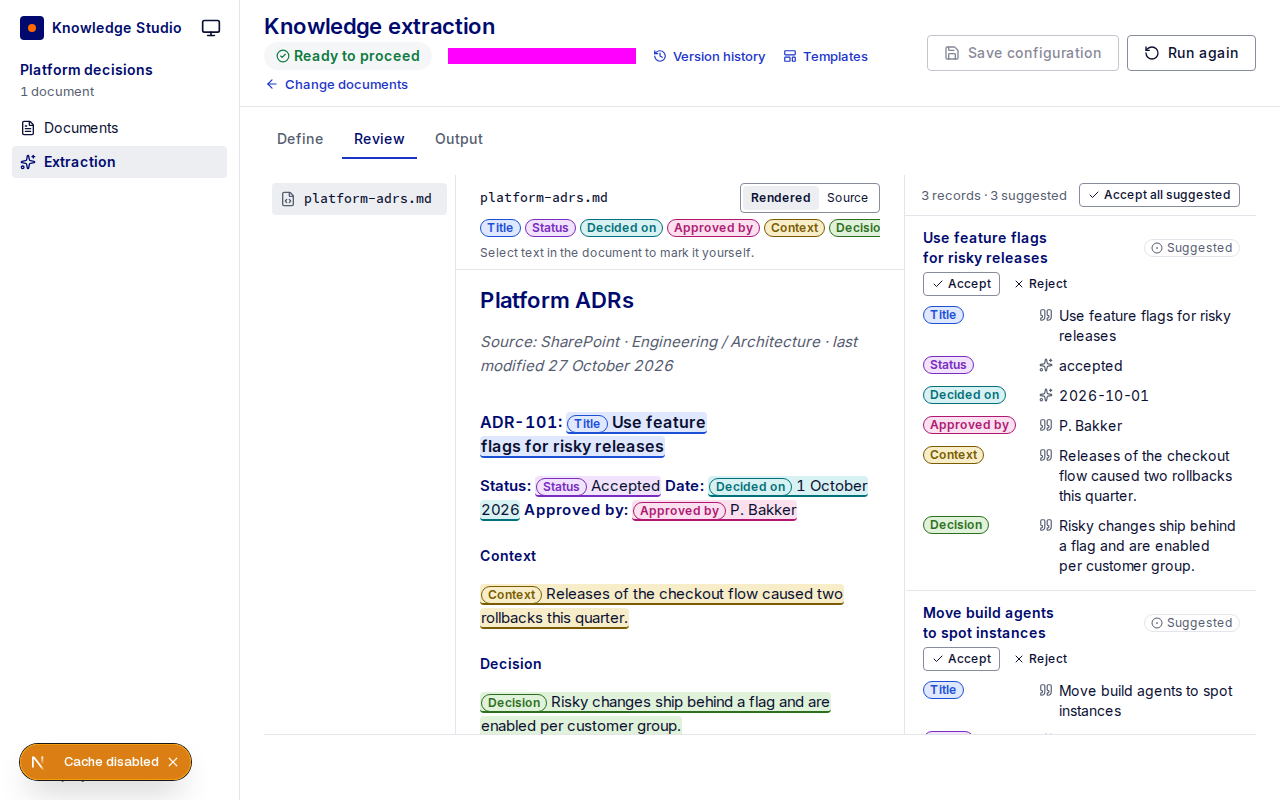 Knowledge Studio
Platform decisions
1 document
Documents
Extraction
Cache disabled
Knowledge extraction
Ready to proceed
Version history
Templates
Change documents
Save configuration
Run again
Define
Review
Output
platform-adrs.md
platform-adrs.md
Rendered
Source
Title
Status
Decided on
Approved by
Context
Decisio
Select text in the document to mark it yourself.
Platform ADRs
Source: SharePoint · Engineering / Architecture · last
modified 27 October 2026
ADR-101: Title Use feature
flags for risky releases
Status: Status Accepted Date: Decided on 1 October
2026 Approved by: Approved by P. Bakker
Context
Context Releases of the checkout flow caused two
rollbacks this quarter.
Decision
Decision Risky changes ship behind a flag and are
enabled per customer group.
3 records · 3 suggested
Accept all suggested
Use feature flags
for risky releases
Suggested
Accept
Reject
Title
Use feature flags for risky
releases
Status
accepted
Decided on
2026-10-01
Approved by
P. Bakker
Context
Releases of the checkout
flow caused two rollbacks
this quarter.
Decision
Risky changes ship behind
a flag and are enabled
per customer group.
Move build agents
to spot instances
Suggested
Accept
Reject
Title
Move build agents to spot
instances